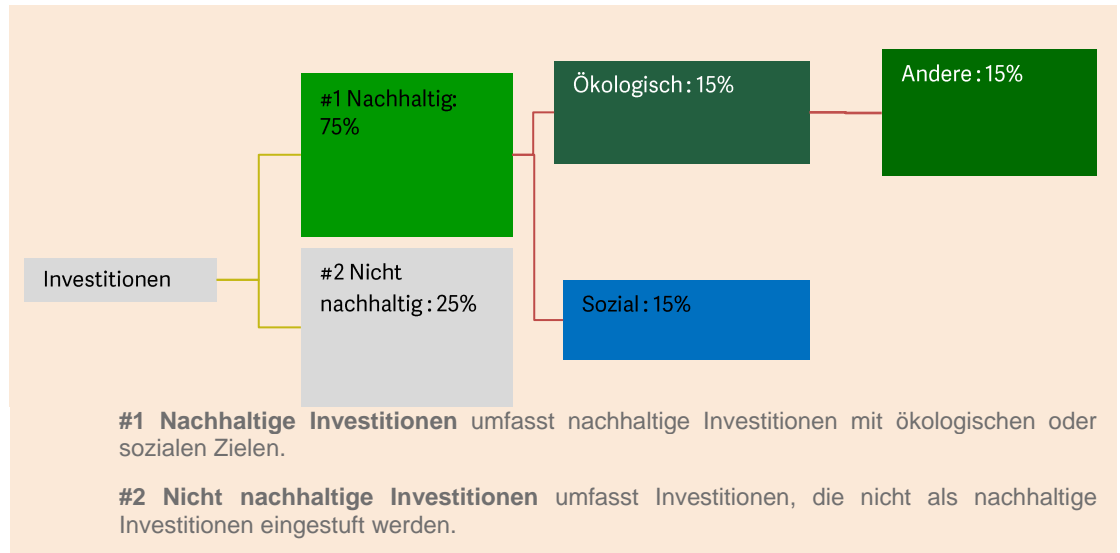 #1 Nachhaltig:
75%
Ökologisch : 15%
Andere : 15%
Investitionen
#2 Nicht
nachhaltig : 25%
Sozial : 15%
#1 Nachhaltige Investitionen umfasst nachhaltige Investitionen mit ökologischen oder
sozialen Zielen.
#2 Nicht nachhaltige Investitionen umfasst Investitionen, die nicht als nachhaltige
Investitionen eingestuft werden.